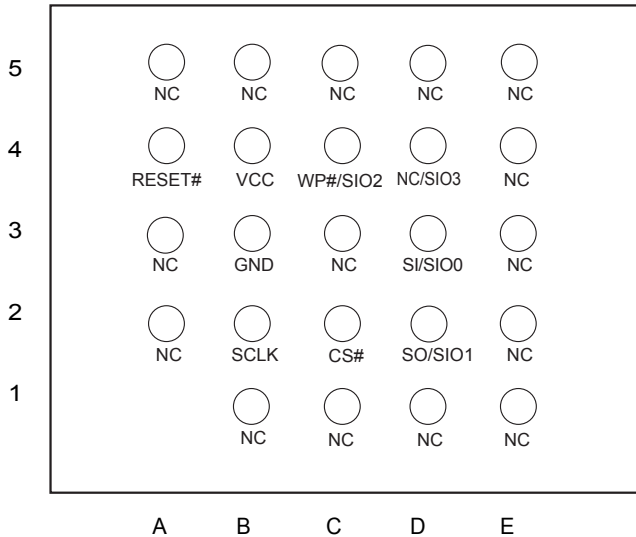 5
NC NC NC NC NC
4
RESET# VCC WP#/SIO2 NC/SIO3 NC
3
NC GND NC SI/SIO0 NC
2
NC SCLK CS# SO/SIO1 NC
1
NC NC NC NC
A B C D E